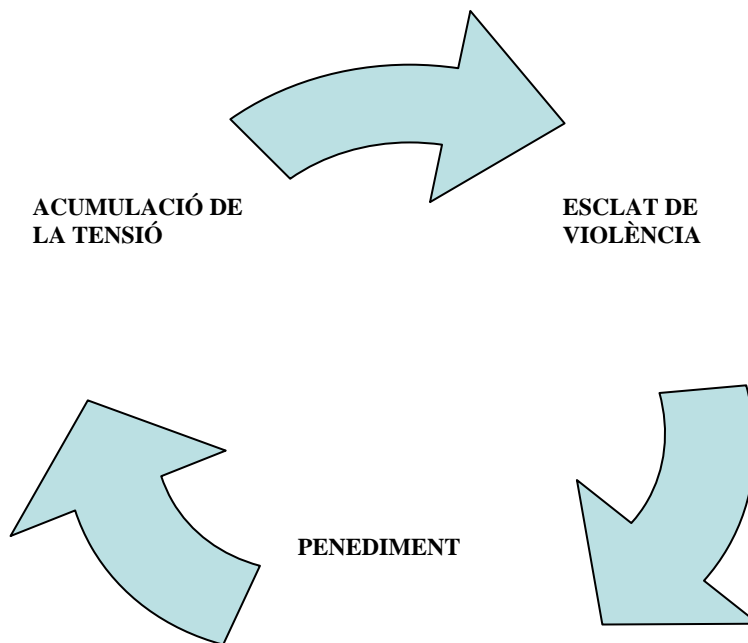 ACUMULACIÓ DE
LA TENSIÓ
ESCLAT DE
VIOLÈNCIA
PENEDIMENT